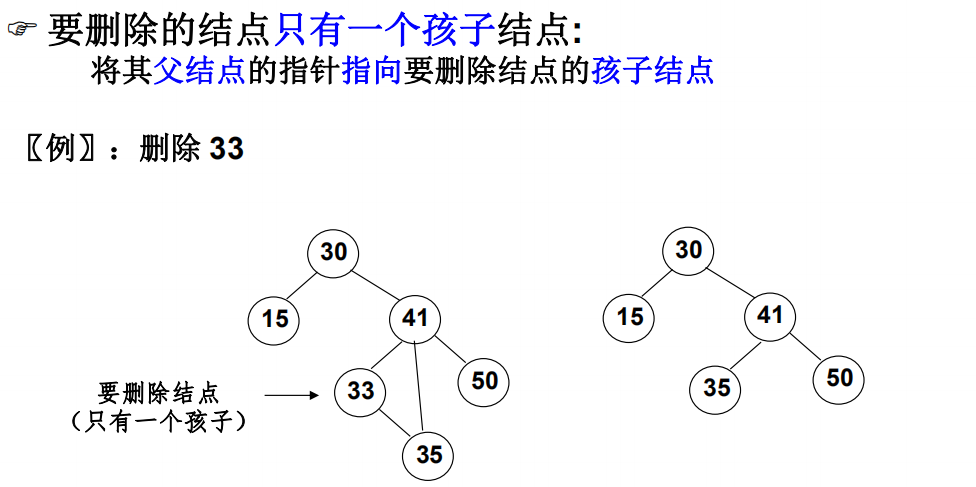 ☞ 要删除的结点只有一个孩子结点:
将其父结点的指针指向要删除结点的孩子结点
〖例〗：删除 33
30
15
41
要删除结点
（只有一个孩子）
33
50
35
30
15
41
35
50